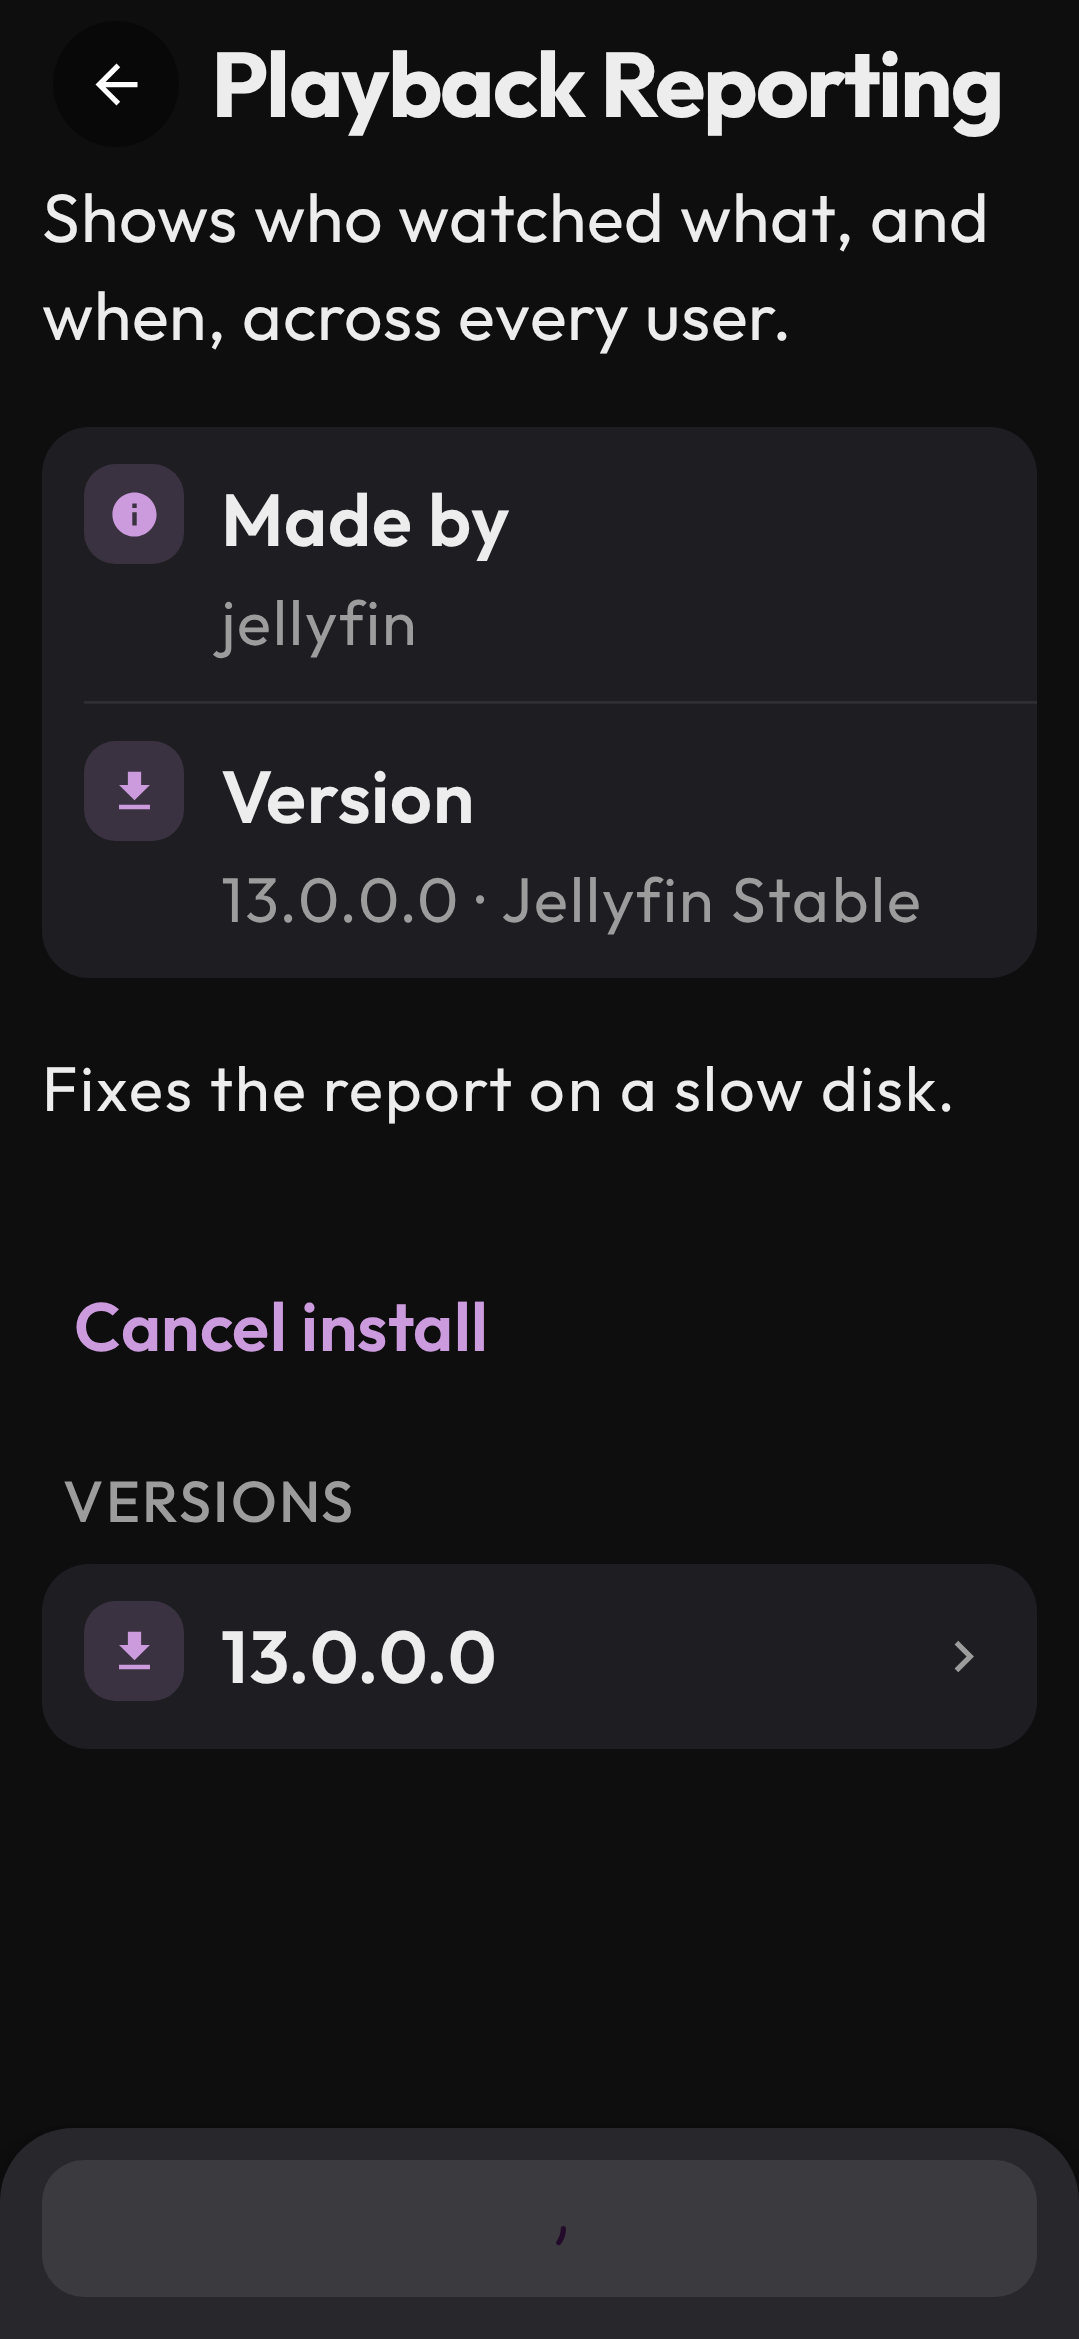 Playback Reporting
Shows who watched what, and
when, across every user.
Made by
jellyfin
Version
13.0.0.0 · Jellyfin Stable
Fixes the report on a slow disk.
Cancel install
VERSIONS
13.0.0.0